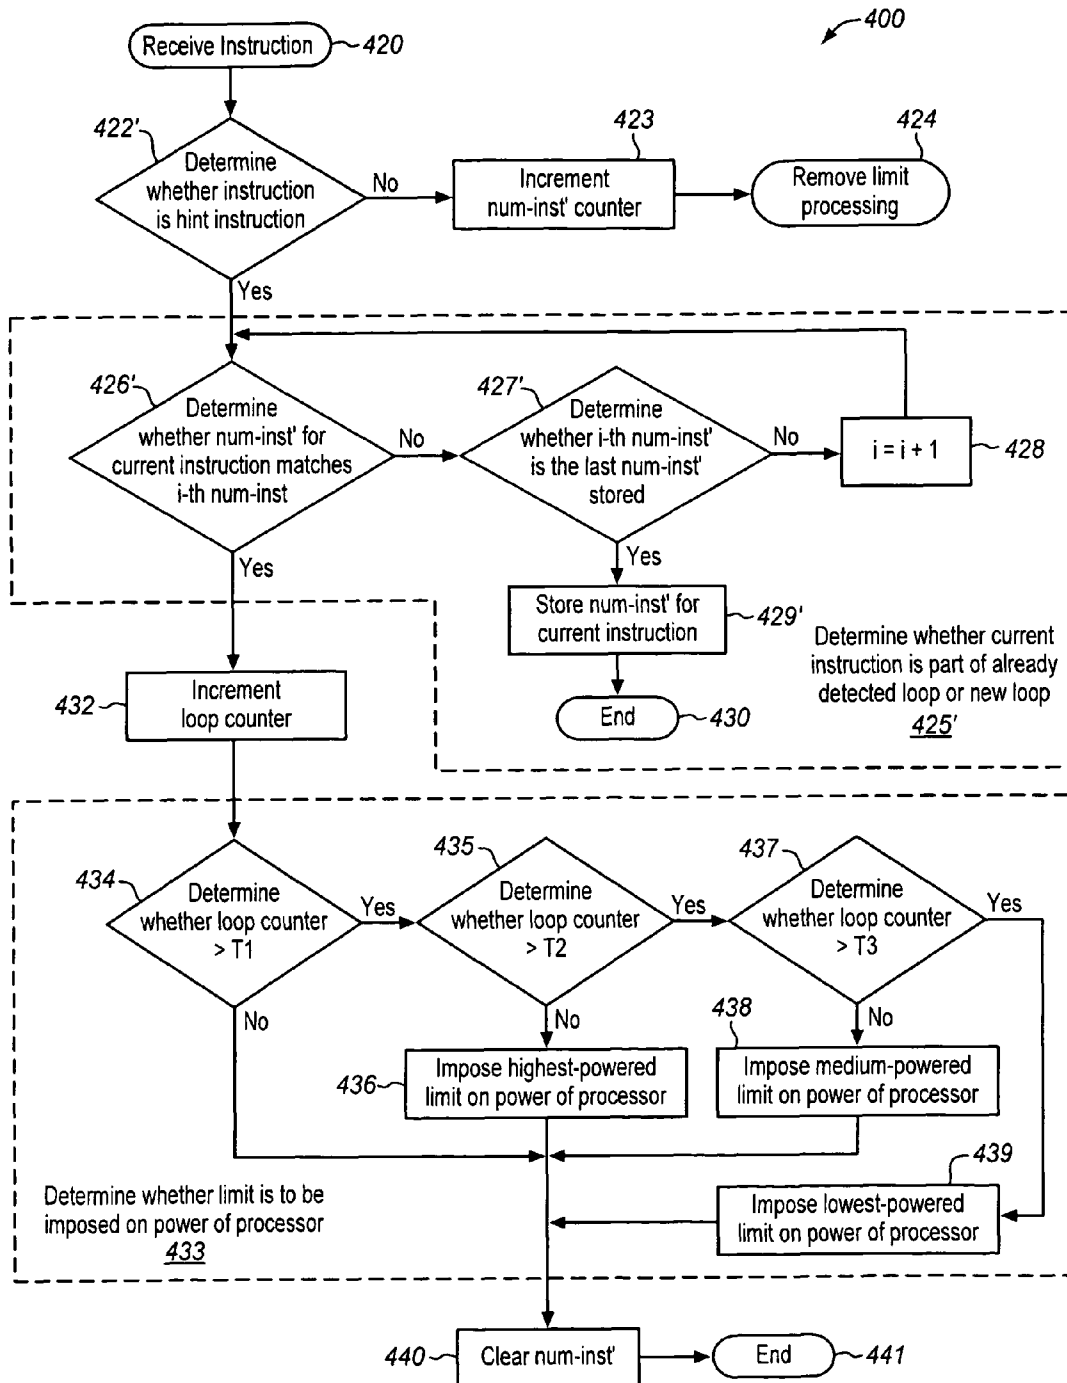 400
Receive Instruction
420
422'
Determine
whether instruction
is hint instruction
No
423
Increment
num-inst' counter
424
Remove limit
processing
Yes
426'
Determine
whether num-inst' for
current instruction matches
i-th num-inst
No
427'
Determine
whether i-th num-inst'
is the last num-inst'
stored
No
i = i + 1
428
Yes
Yes
Store num-inst' for
current instruction
429'
End
430
Determine whether current
instruction is part of already
detected loop or new loop
425'
432
Increment
loop counter
434
Determine
whether loop counter
> T1
Yes
435
Determine
whether loop counter
> T2
Yes
437
Determine
whether loop counter
> T3
Yes
No
No
No
436
Impose highest-powered
limit on power of processor
438
Impose medium-powered
limit on power of processor
439
Impose lowest-powered
limit on power of processor
Determine whether limit is to be
imposed on power of processor
433
440
Clear num-inst'
End
441